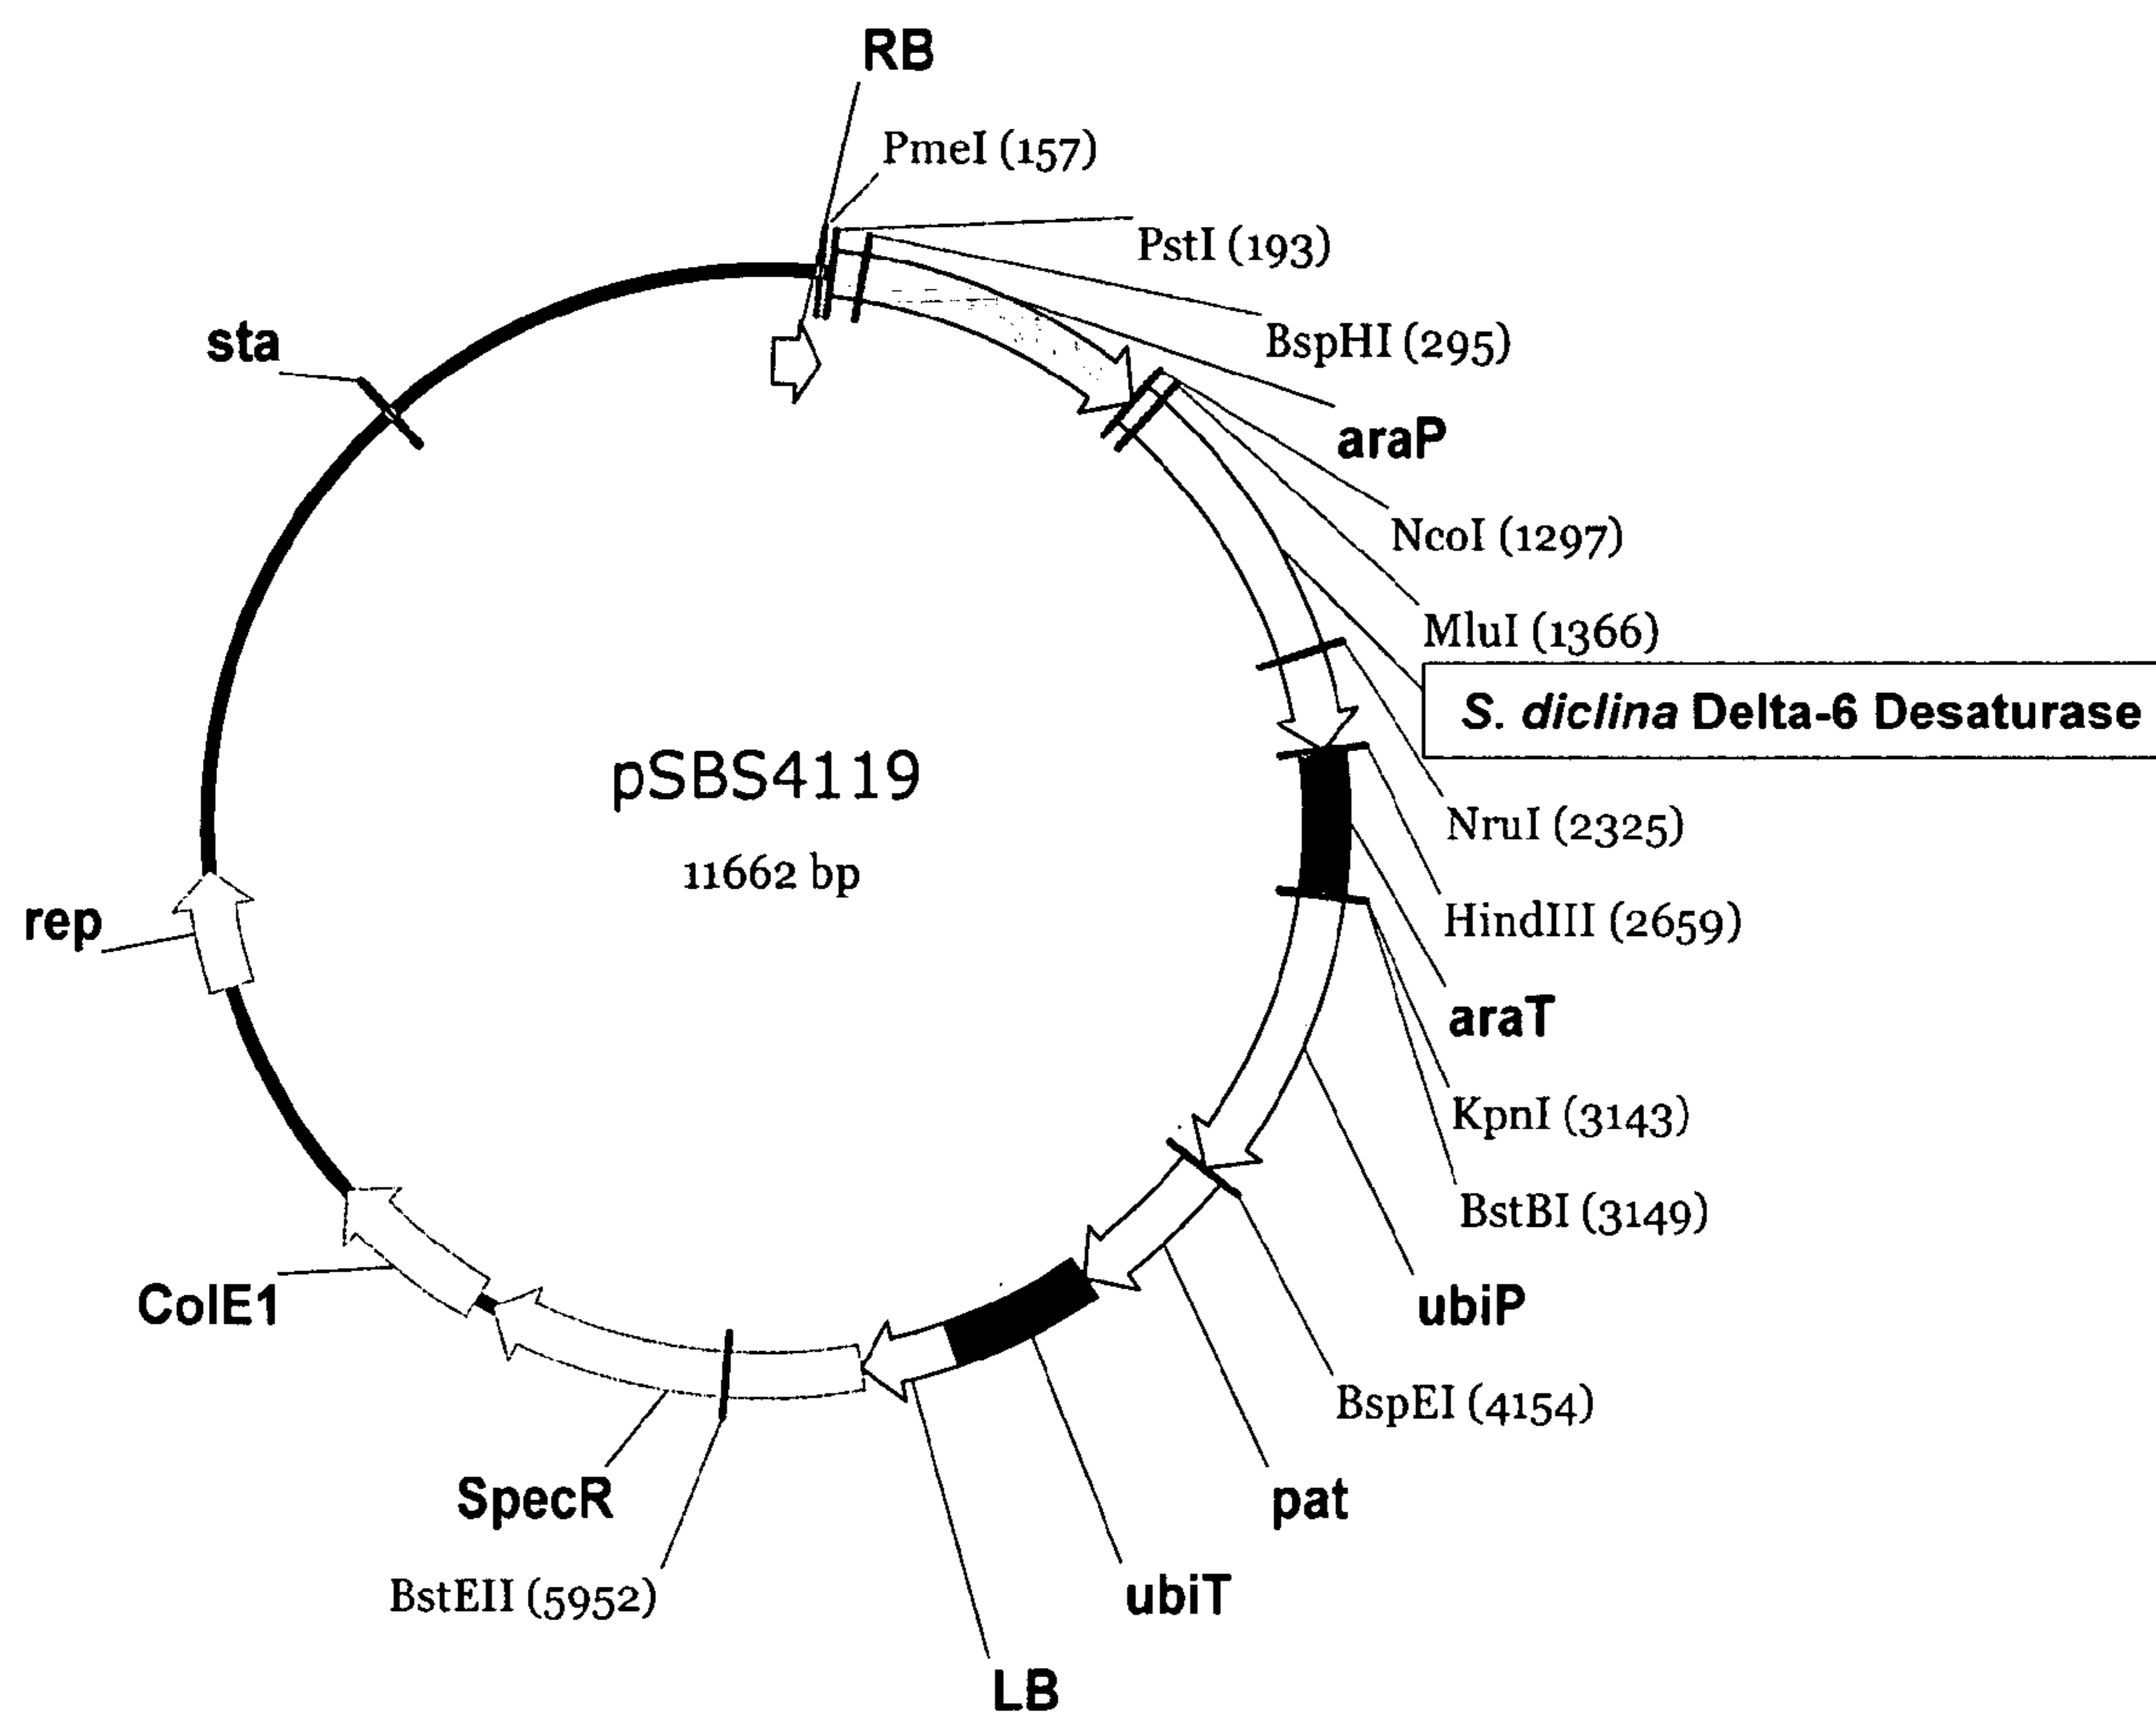 RB
PmeI (157)
PstI (193)
BspHI (295)
sta
araP
NcoI (1297)
MluI (1366)
S. diclina Delta-6 Desaturase
pSBS4119
11662 bp
NruI (2325)
HindIII (2659)
rep
araT
KpnI (3143)
BstBI (3149)
ColE1
ubiP
BspEI (4154)
SpecR
pat
BstEII (5952)
ubiT
LB